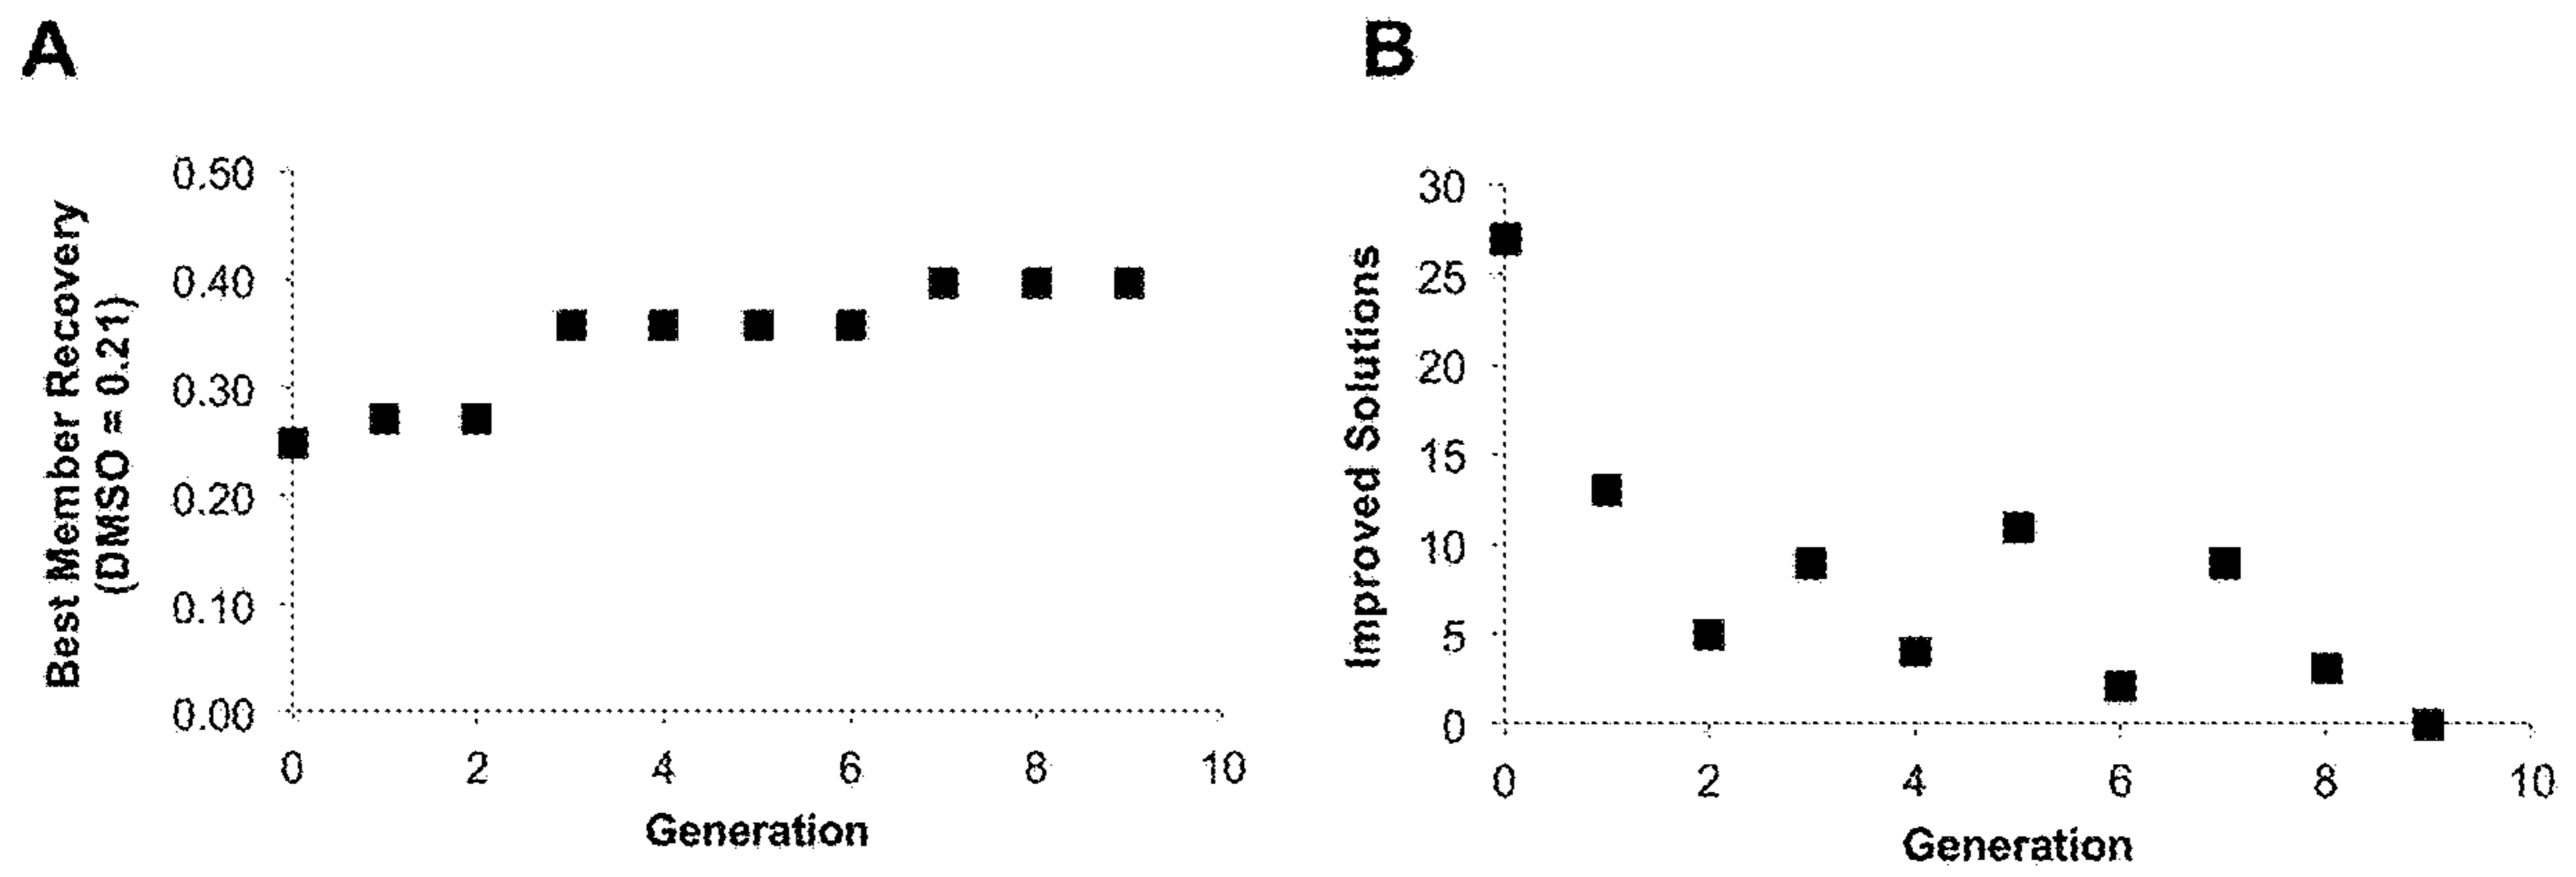 A
Best Member Recovery
(DMSO = 0.21)
0.50
0.40
0.30
0.20
0.10
0.00
0 2 4 6 8 10
Generation
B
Improved Solutions
30
25
20
15
10
5
0
0 2 4 6 8 10
Generation